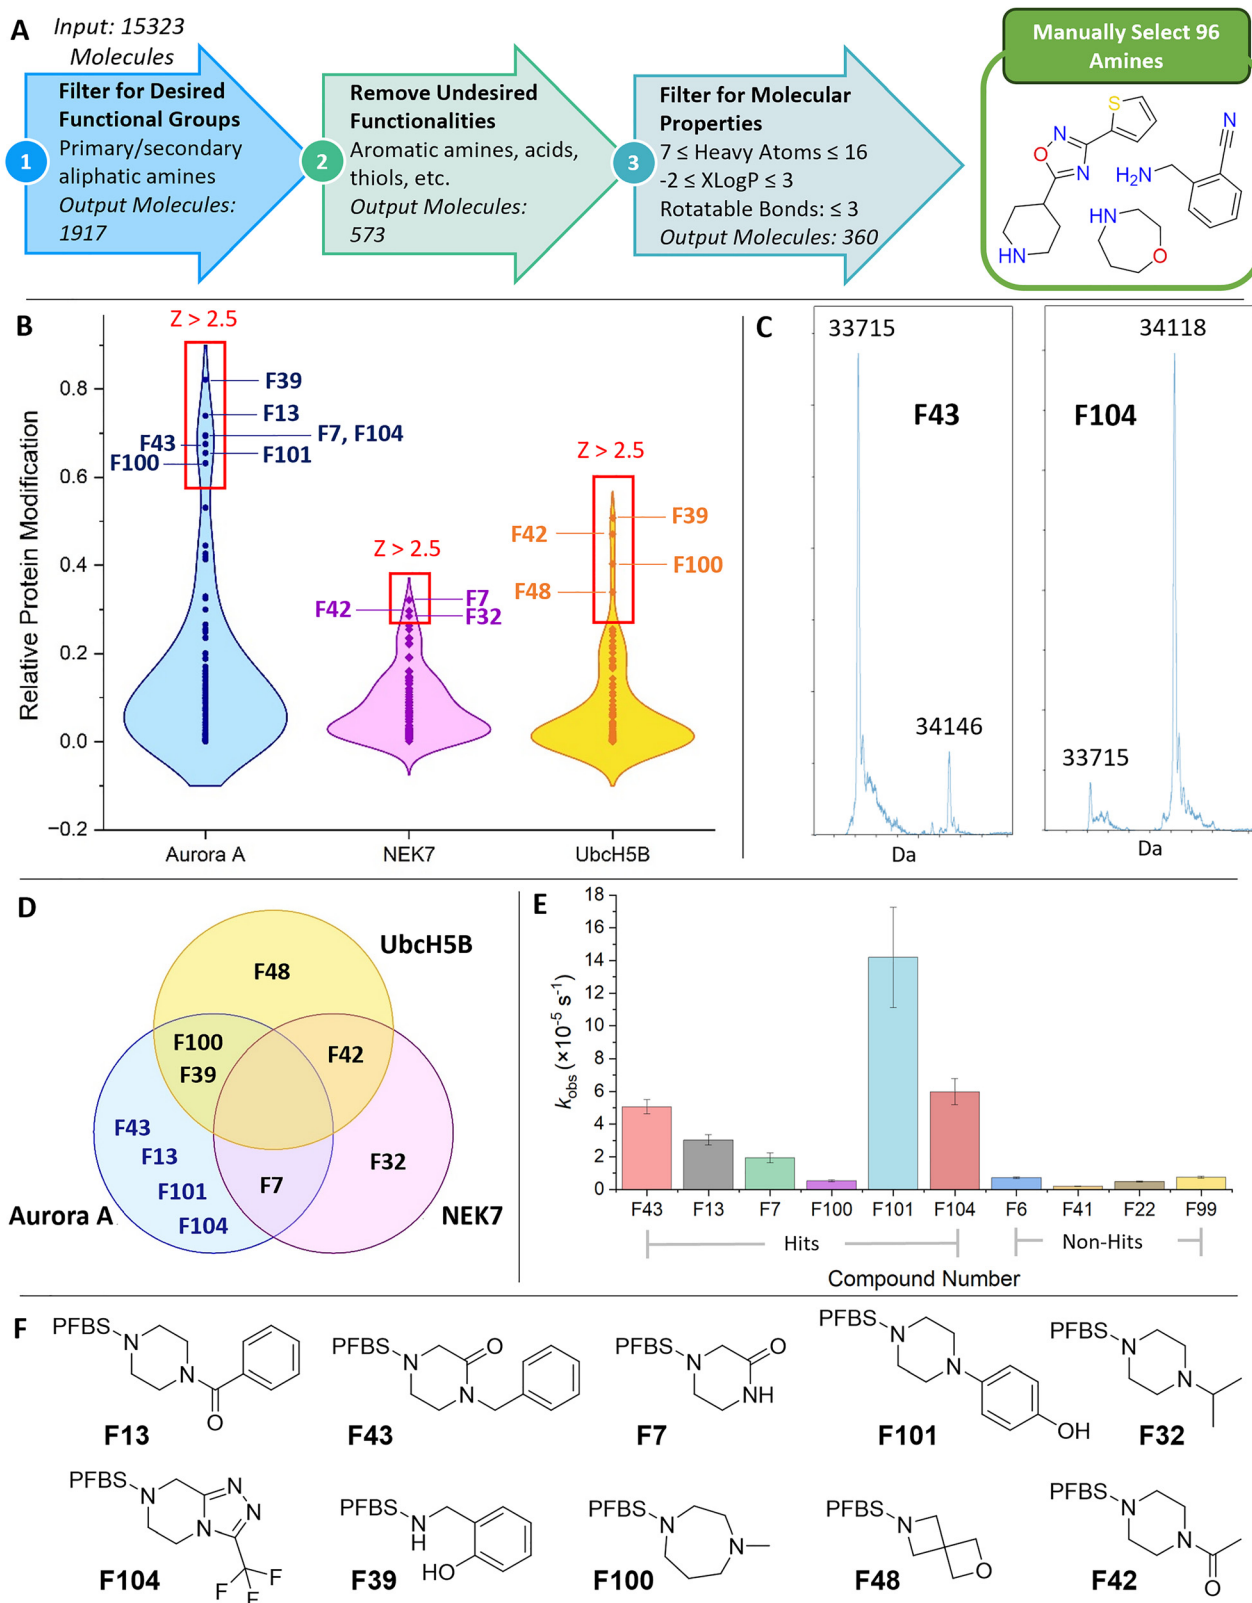 A
Input: 15323
Molecules
1
Filter for Desired
Functional Groups
Primary/secondary
aliphatic amines
Output Molecules:
1917
2
Remove Undesired
Functionalities
Aromatic amines, acids,
thiols, etc.
Output Molecules:
573
3
Filter for Molecular
Properties
7 ≤ Heavy Atoms ≤ 16
-2 ≤ XLogP ≤ 3
Rotatable Bonds: ≤ 3
Output Molecules: 360
Manually Select 96
Amines
S
N
O
N
HN
N
H₂N
HN
O
B
Relative Protein Modification
0.8
0.6
0.4
0.2
0.0
−0.2
Z > 2.5
F39
F13
F7, F104
F43
F101
F100
Z > 2.5
F7
F42
F32
Z > 2.5
F39
F42
F100
F48
Aurora A
NEK7
UbcH5B
C
33715
F43
34146
Da
34118
F104
33715
Da
D
UbcH5B
F48
F100
F39
F42
F43
F13
F101
F104
F7
F32
Aurora A
NEK7
E
k_obs (×10⁻⁵ s⁻¹)
18
16
14
12
10
8
6
4
2
0
F43 F13 F7 F100 F101 F104 F6 F41 F22 F99
Hits
Non-Hits
Compound Number
F
PFBS
N
N
O
F13
PFBS
N
O
N
F43
PFBS
N
O
NH
F7
PFBS
N
N
OH
F101
PFBS
N
N
F32
PFBS
N
N
N
N
F
F
F
F104
PFBS
N
H
HO
F39
PFBS
N
N
F100
PFBS
N
O
F48
PFBS
N
N
O
F42